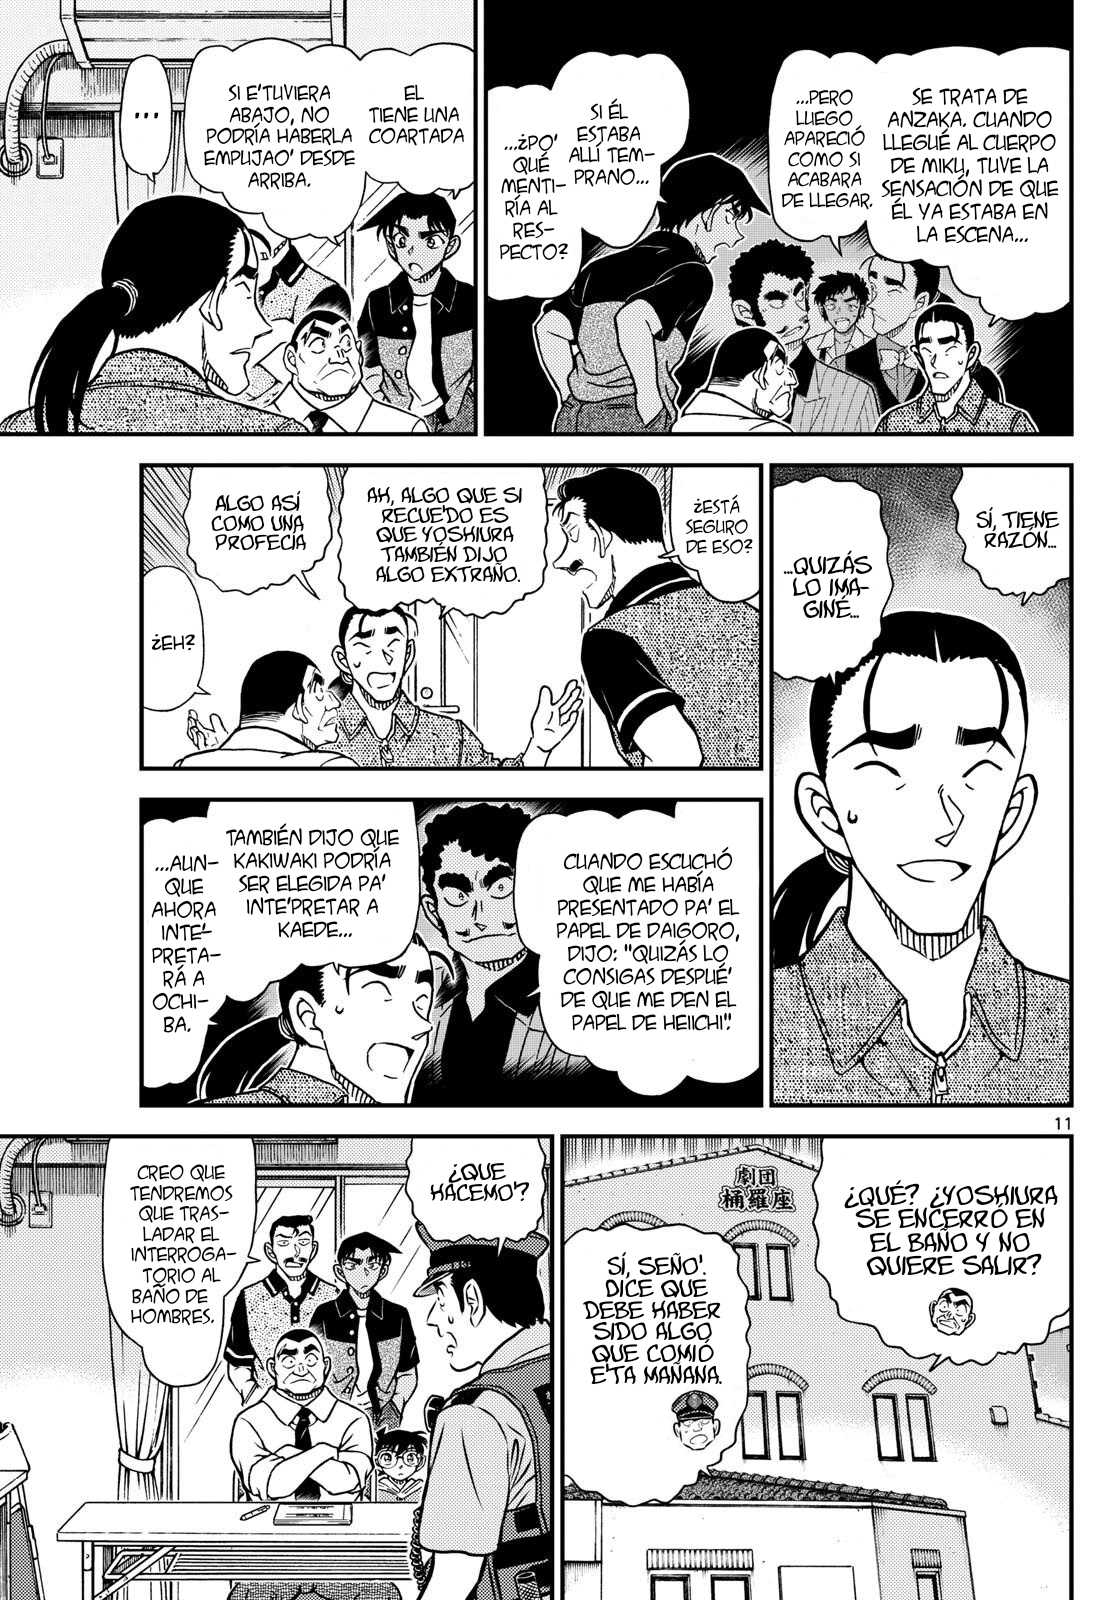 SE TRATA DE
ANZAKA. CUANDO
LLEGUÉ AL CUERPO
DE MIKU, TUVE LA
SENSACIÓN DE QUE
ÉL YA ESTABA EN
LA ESCENA...
...PERO
LUEGO
APARECIÓ
COMO SI
ACABARA
DE LLEGAR.
SI ÉL
ESTABA
ALLÍ TEM-
PRANO...
...¿PO'
QUÉ
MENTI-
RÍA AL
RES-
PECTO?
EL
TIENE UNA
COARTADA
SI E'TUVIERA
ABAJO, NO
PODRÍA HABERLA
EMPUJAO' DESDE
ARRIBA.
...
SÍ, TIENE
RAZÓN...
...QUIZÁS
LO IMA-
GINÉ...
¿ESTÁ
SEGURO
DE ESO?
AH, ALGO QUE SI
RECUE'DO ES
QUE YOSHIURA
TAMBIÉN DIJO
ALGO EXTRAÑO.
ALGO ASÍ
COMO UNA
PROFECÍA
¿EH?
CUANDO ESCUCHÓ
QUE ME HABÍA
PRESENTADO PA' EL
PAPEL DE DAIGORO,
DIJO: "QUIZÁS LO
CONSIGAS DESPUÉ'
DE QUE ME DEN EL
PAPEL DE HEIICHI".
TAMBIÉN DIJO QUE
KAKIWAKI PODRÍA
SER ELEGIDA PA'
INTE'PRETAR A
KAEDE...
...AUN-
QUE
AHORA
INTE'-
PRETA-
RÁ A
OCHI-
BA.
11
劇団
桶羅座
¿QUÉ? ¿YOSHIURA
SE ENCERRÓ EN
EL BAÑO Y NO
QUIERE SALIR?
SÍ, SEÑO'.
DICE QUE
DEBE HABER
SIDO ALGO
QUE COMIÓ
E'TA MAÑANA.
¿QUE
HACEMO'?
CREO QUE
TENDREMOS
QUE TRAS-
LADAR EL
INTERROGA-
TORIO AL
BAÑO DE
HOMBRES.